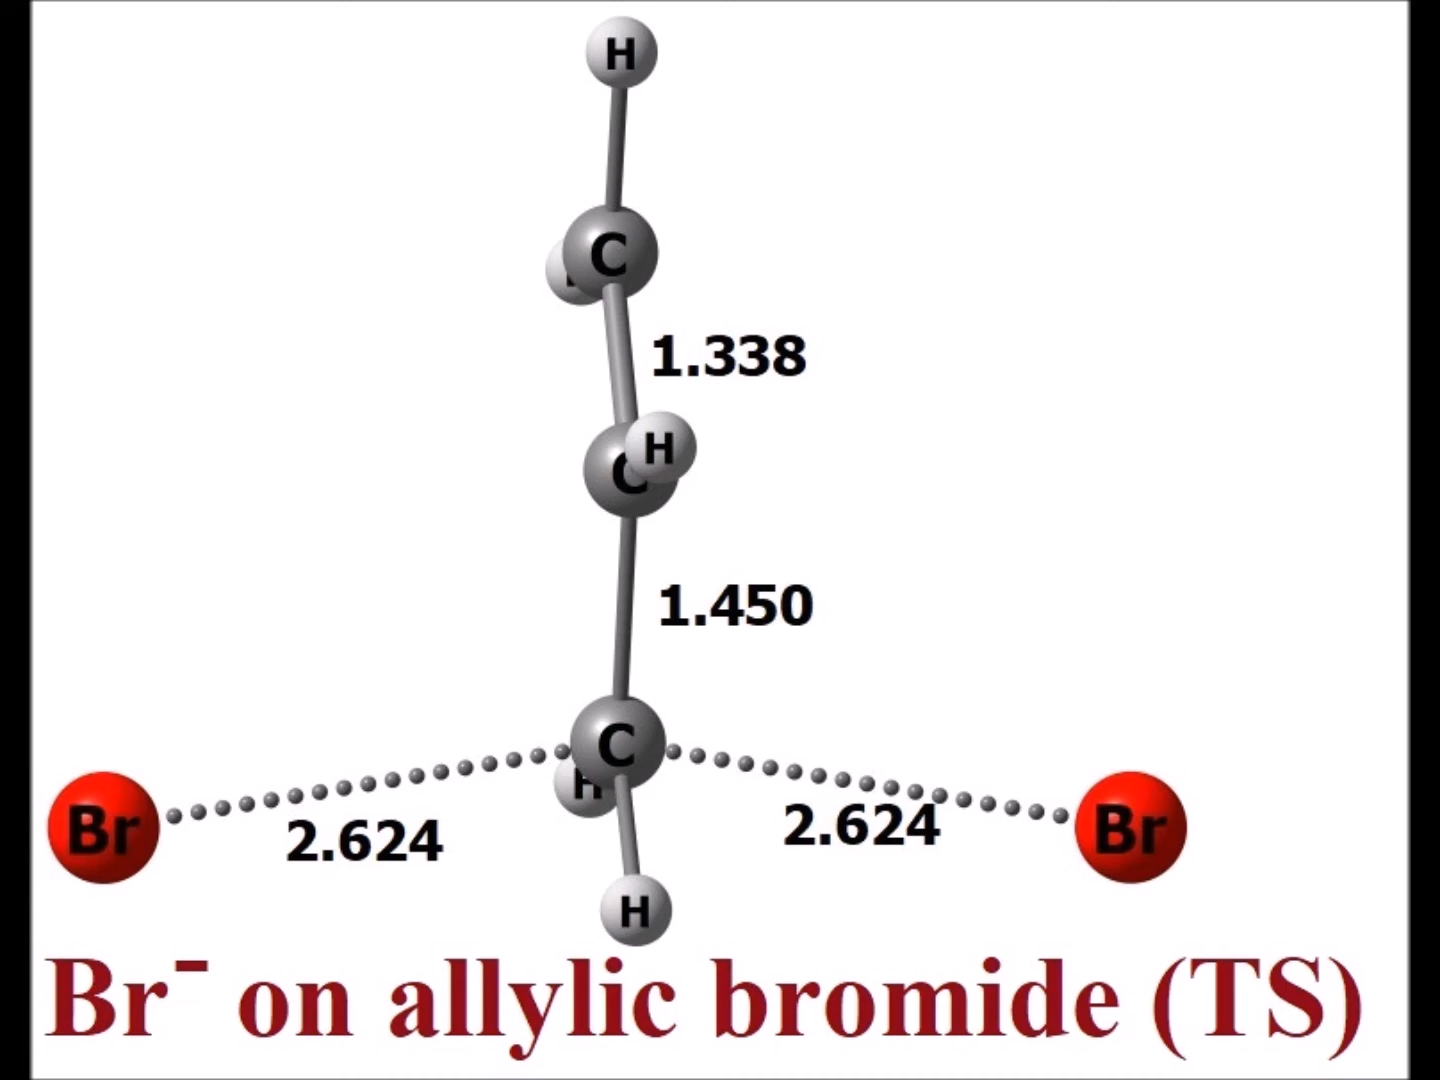 H
C
1.338
H
C
1.450
C
H
Br
2.624
2.624
Br
H
Br⁻ on allylic bromide (TS)